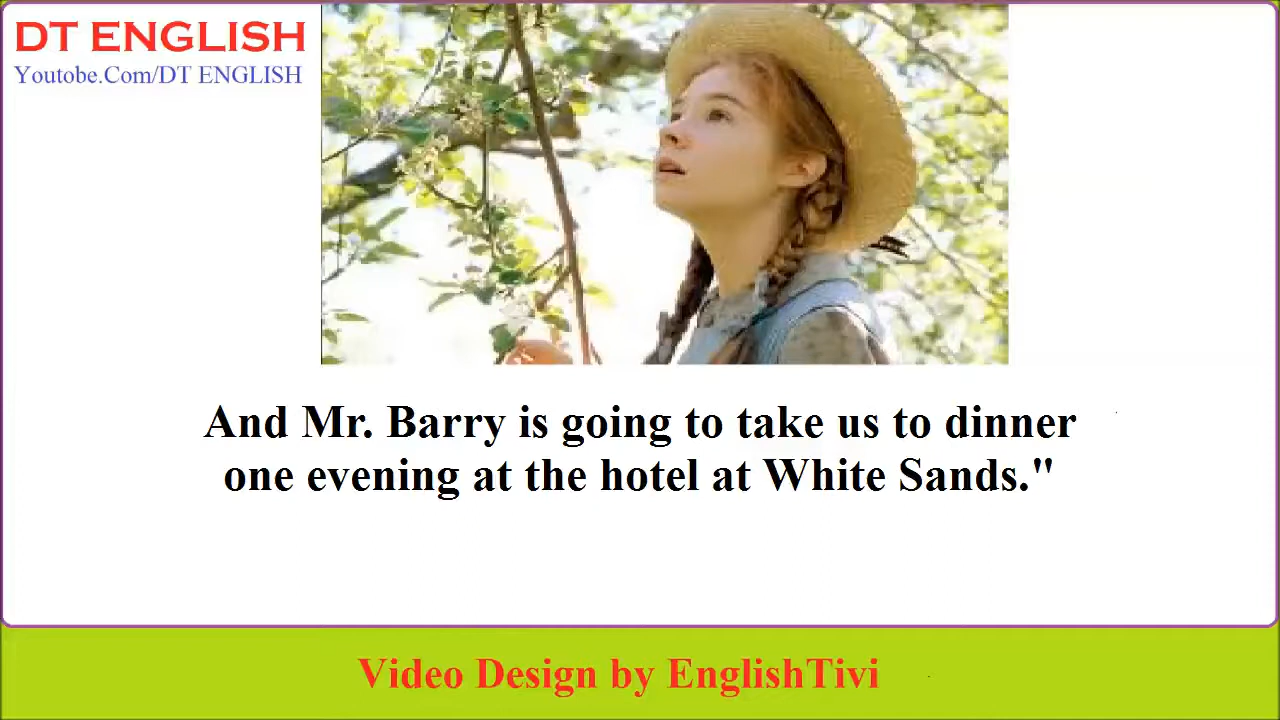 DT ENGLISH
Youtobe.Com/DT ENGLISH
And Mr. Barry is going to take us to dinner
one evening at the hotel at White Sands."
Video Design by EnglishTivi